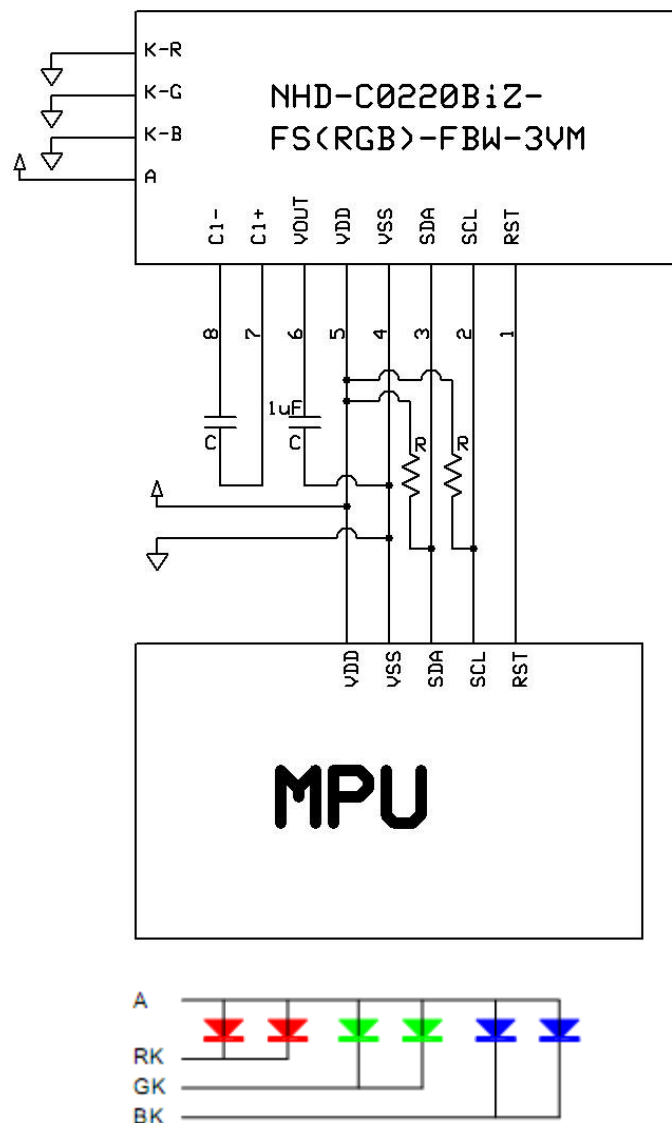 K-R
K-G
K-B
A
NHD-C0220BiZ-
FS(RGB)-FBW-3VM
C1-
C1+
VOUT
VDD
VSS
SDA
SCL
RST
8
7
6
5
4
3
2
1
1uF
C
C
R
R
VDD
VSS
SDA
SCL
RST
MPU
A
RK
GK
BK